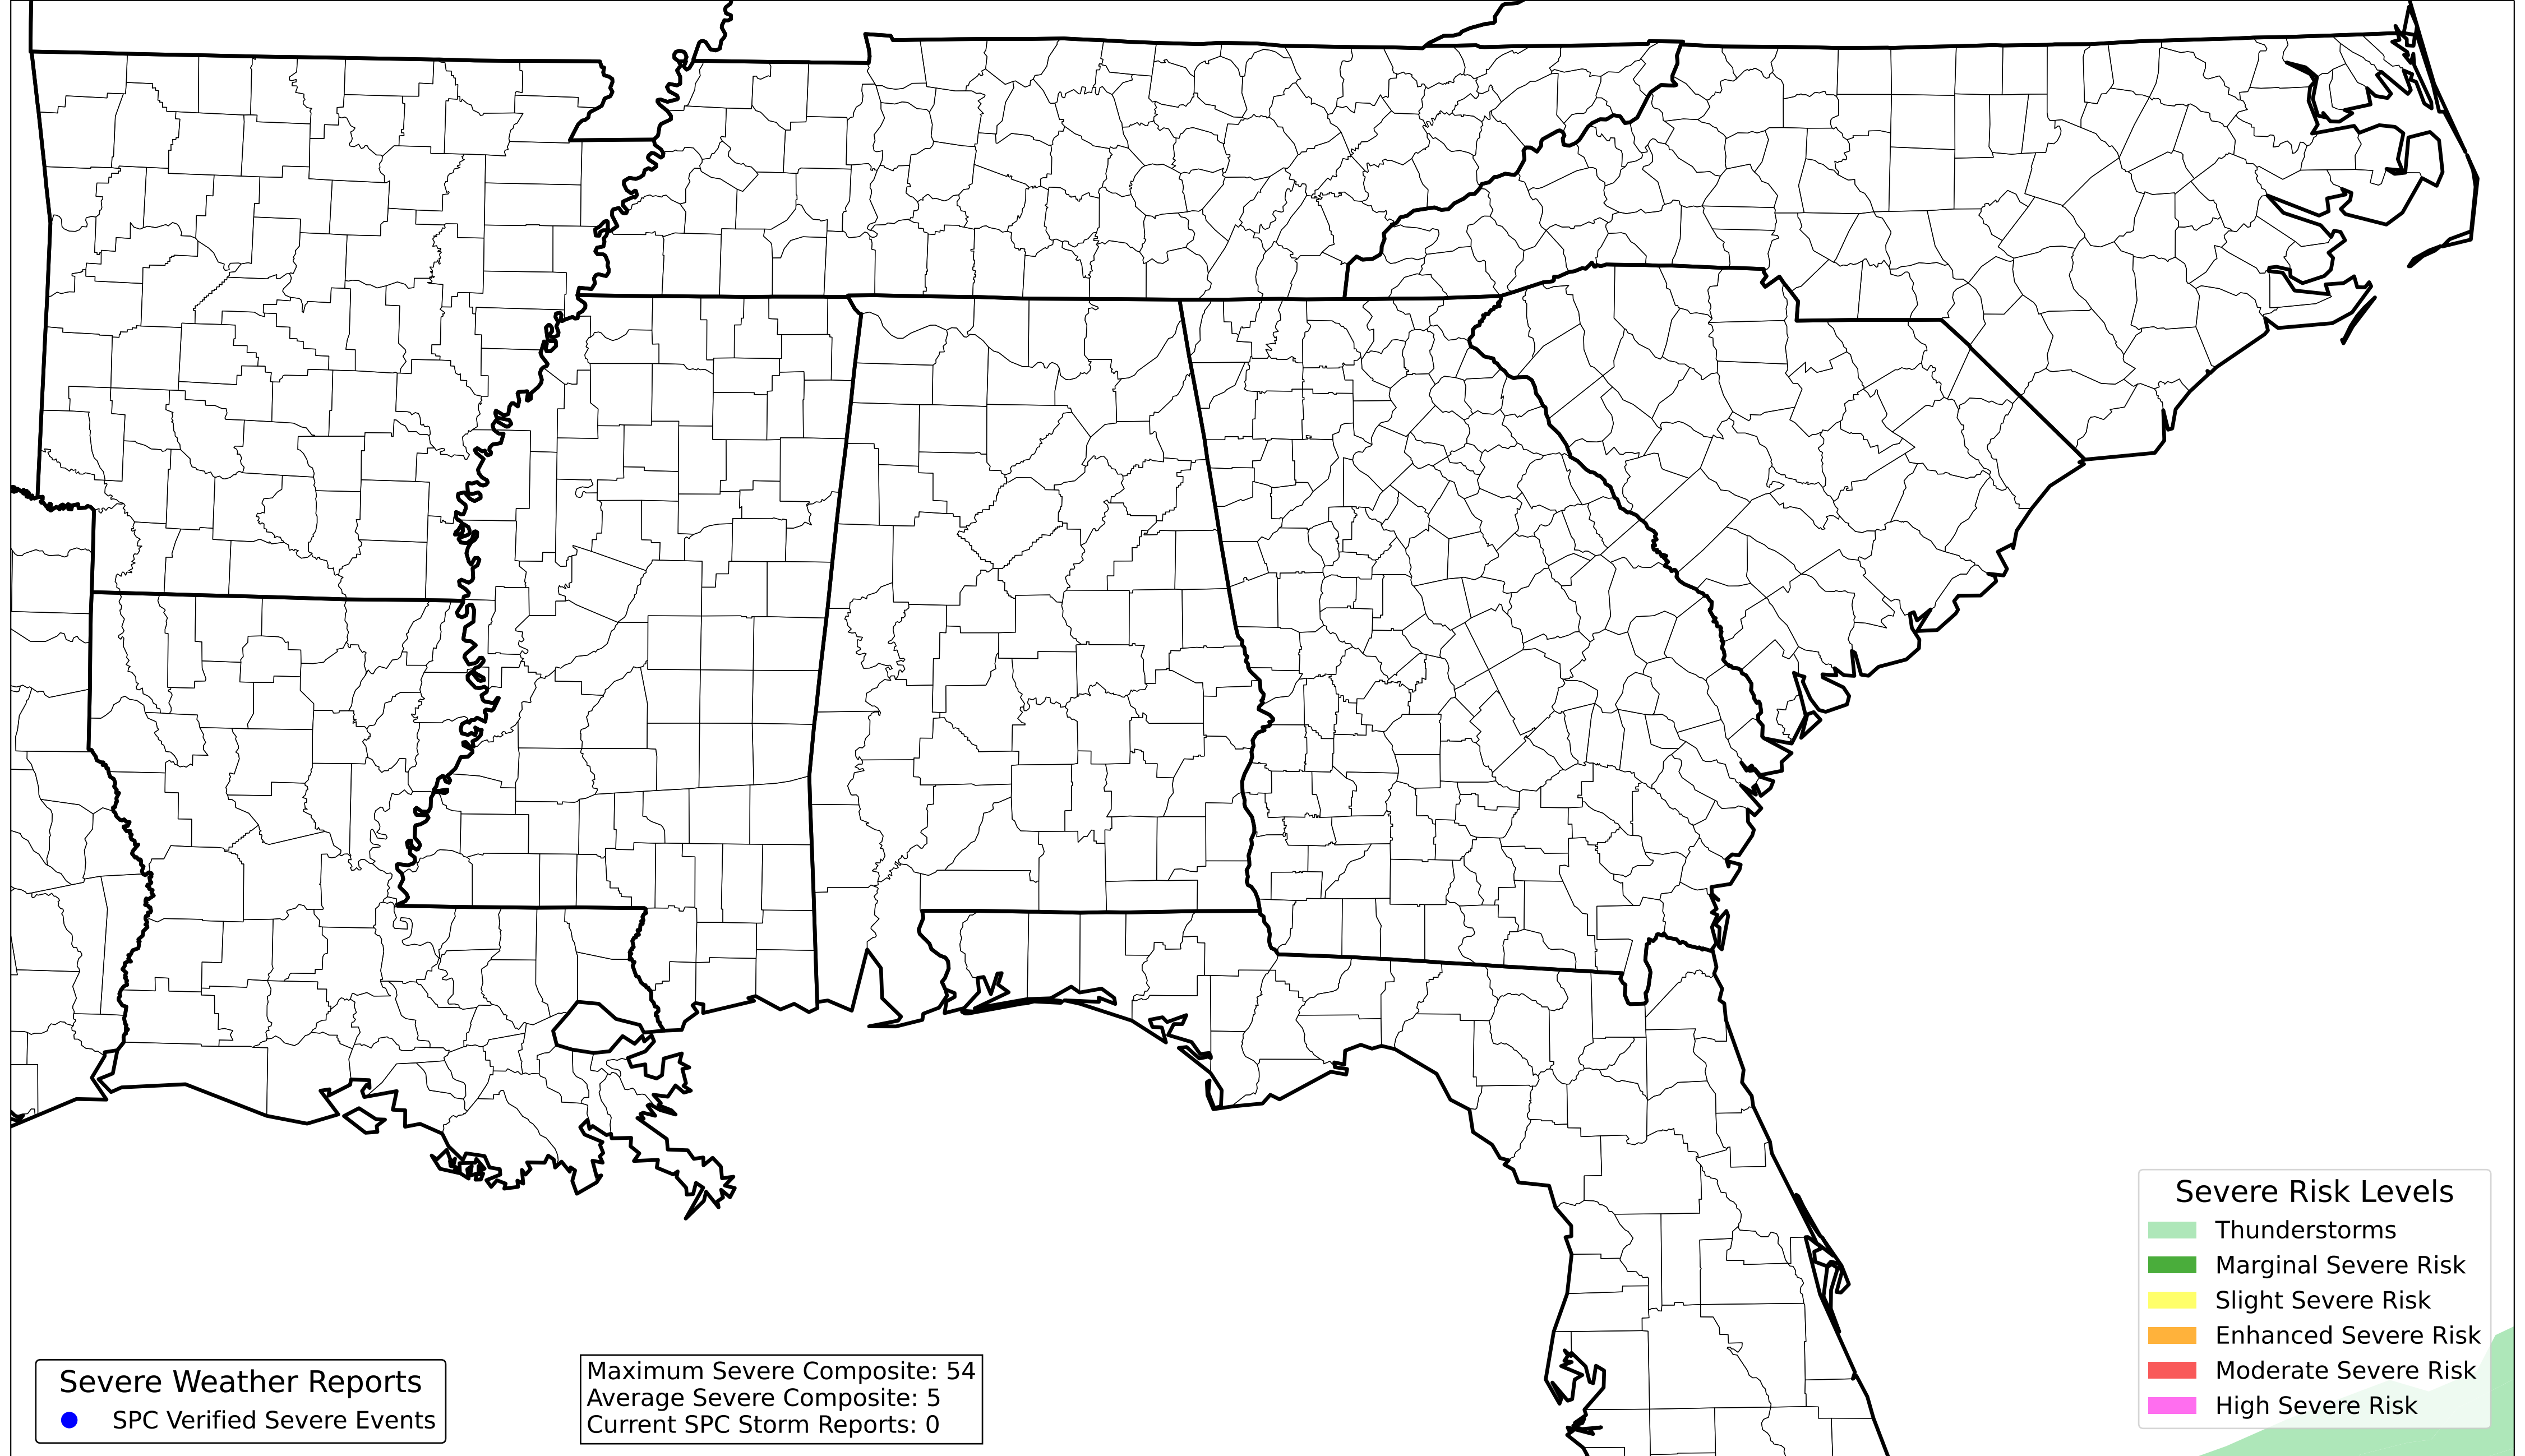 Severe Risk Levels
Thunderstorms
Marginal Severe Risk
Slight Severe Risk
Enhanced Severe Risk
Moderate Severe Risk
High Severe Risk
Severe Weather Reports
SPC Verified Severe Events
Maximum Severe Composite: 54
Average Severe Composite: 5
Current SPC Storm Reports: 0